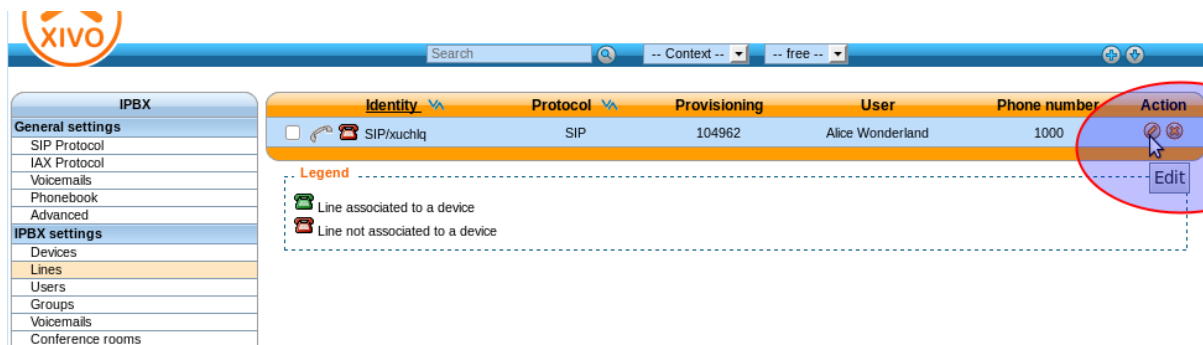 XIVO
Search -- Context -- -- free --
IPBX
General settings
SIP Protocol
IAX Protocol
Voicemails
Phonebook
Advanced
IPBX settings
Devices
Lines
Users
Groups
Voicemails
Conference rooms
Identity Protocol Provisioning User Phone number Action
SIP/xuchlq SIP 104962 Alice Wonderland 1000
Edit
Legend
Line associated to a device
Line not associated to a device